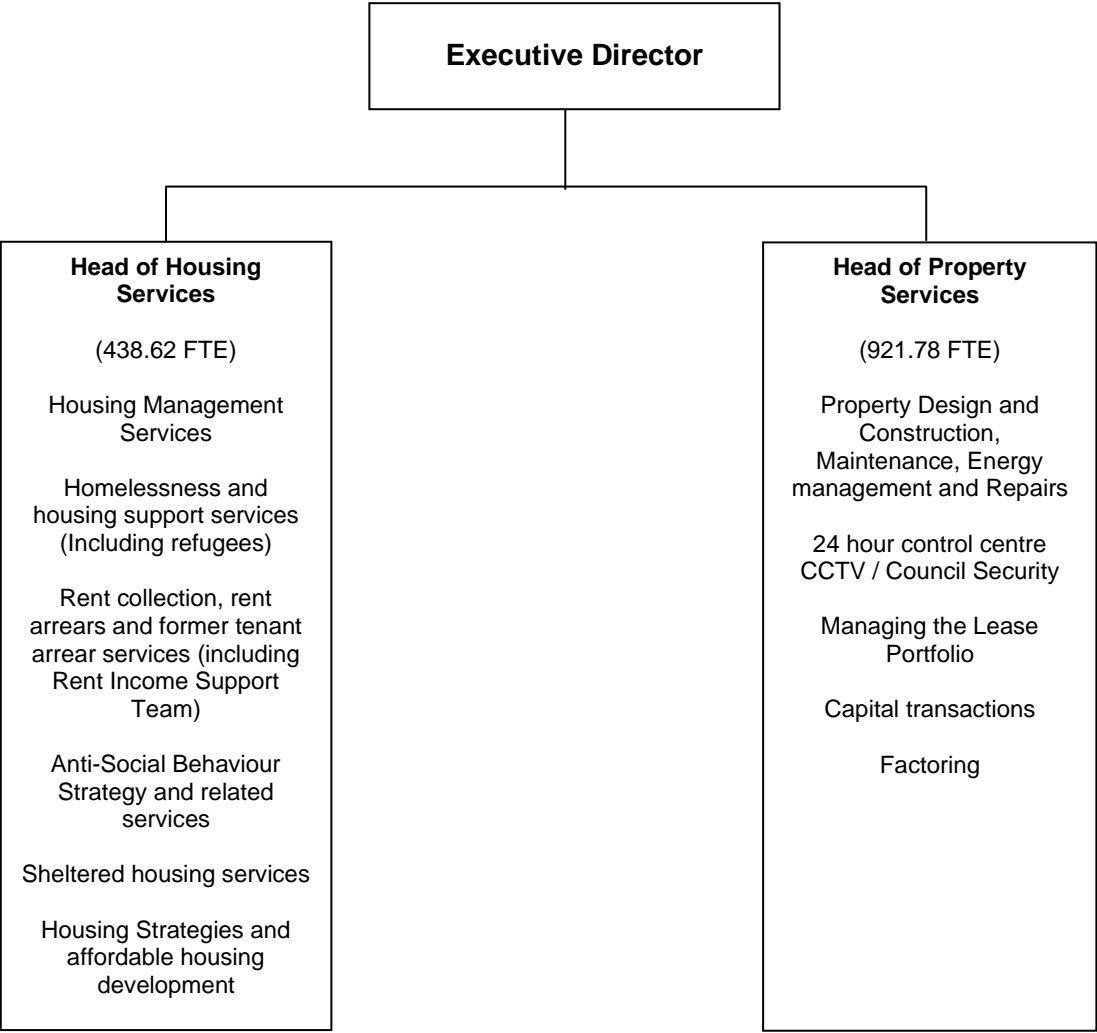 Executive Director
Head of Housing
Services
(438.62 FTE)
Housing Management
Services
Homelessness and
housing support services
(Including refugees)
Rent collection, rent
arrears and former tenant
arrear services (including
Rent Income Support
Team)
Anti-Social Behaviour
Strategy and related
services
Sheltered housing services
Housing Strategies and
affordable housing
development
Head of Property
Services
(921.78 FTE)
Property Design and
Construction,
Maintenance, Energy
management and Repairs
24 hour control centre
CCTV / Council Security
Managing the Lease
Portfolio
Capital transactions
Factoring